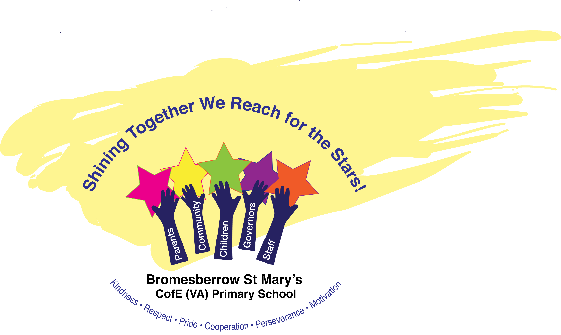 Shining Together We Reach for the Stars!
Parents
Community
Children
Governors
Staff
Bromesberrow St Mary's
CofE (VA) Primary School
Kindness • Respect • Pride • Cooperation • Perseverance • Motivation